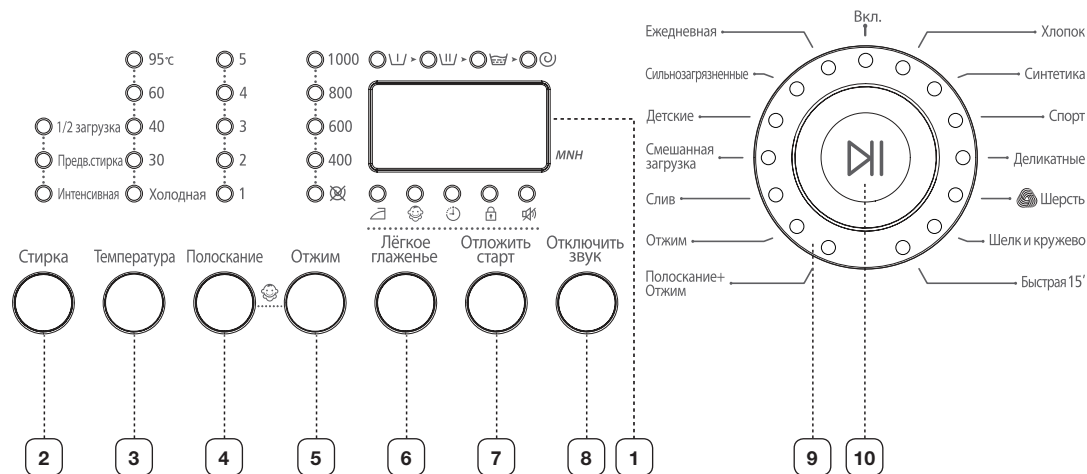 95°C
60
1/2 загрузка
40
Предв.стирка
30
Интенсивная
Холодная
5
4
3
2
1
1000
800
600
400
MNH
Стирка
Температура
Полоскание
Отжим
Лёгкое
глаженье
Отложить
старт
Отключить
звук
Вкл.
Ежедневная
Сильнозагрязненные
Детские
Смешанная
загрузка
Слив
Отжим
Полоскание+
Отжим
Хлопок
Синтетика
Спорт
Деликатные
Шерсть
Шелк и кружево
Быстрая 15’
2
3
4
5
6
7
8
1
9
10